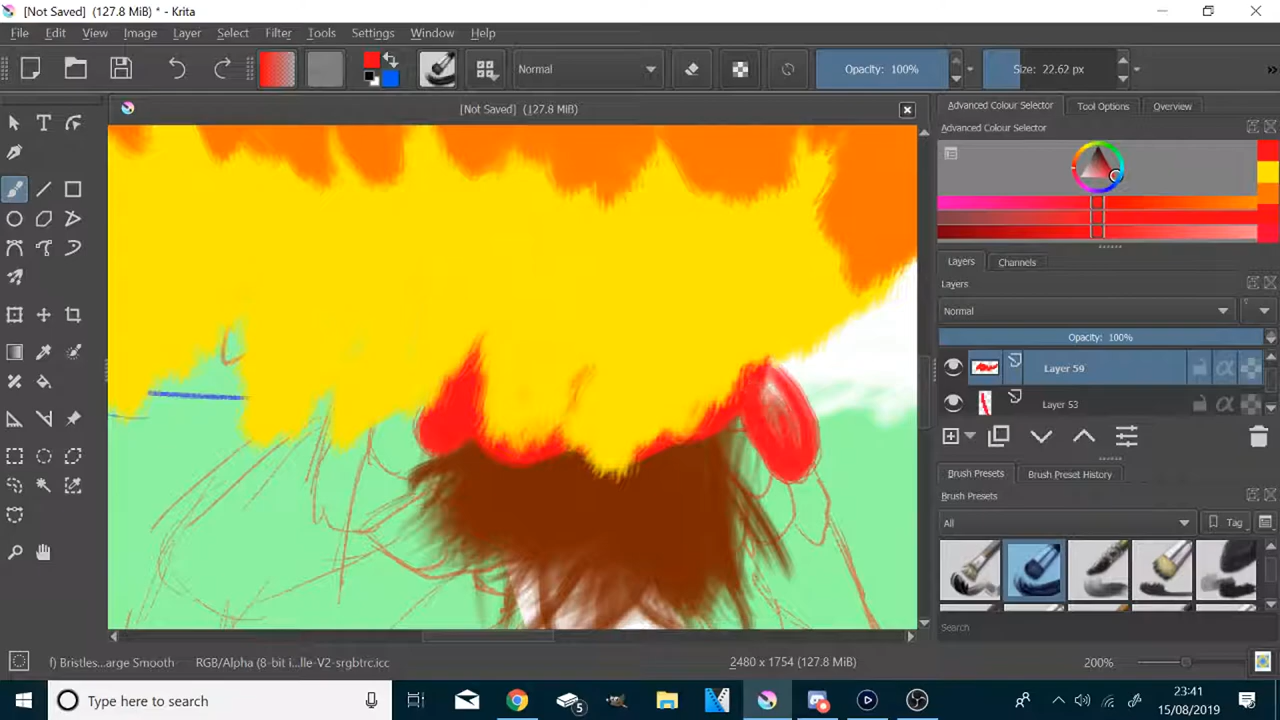 [Not Saved] (127.8 MiB) * - Krita
File Edit View Image Layer Select Filter Tools Settings Window Help
Normal
Opacity: 100%
Size: 22.62 px
»
[Not Saved] (127.8 MiB)
Advanced Colour Selector Tool Options Overview
Advanced Colour Selector
Layers Channels
Layers
Normal
Opacity: 100%
Layer 59
Layer 53
Brush Presets Brush Preset History
Brush Presets
All Tag
Search
f) Bristles...arge Smooth RGB/Alpha (8-bit i...lle-V2-srgbtrc.icc 2480 x 1754 (127.8 MiB) 200%
Type here to search
5
23:41
15/08/2019